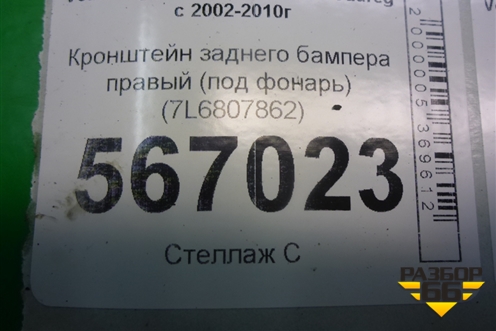 с 2002-2010г
Кронштейн заднего бампера
правый (под фонарь)
(7L6807862)
567023
Стеллаж С
2000005369612
РАЗБОР
66